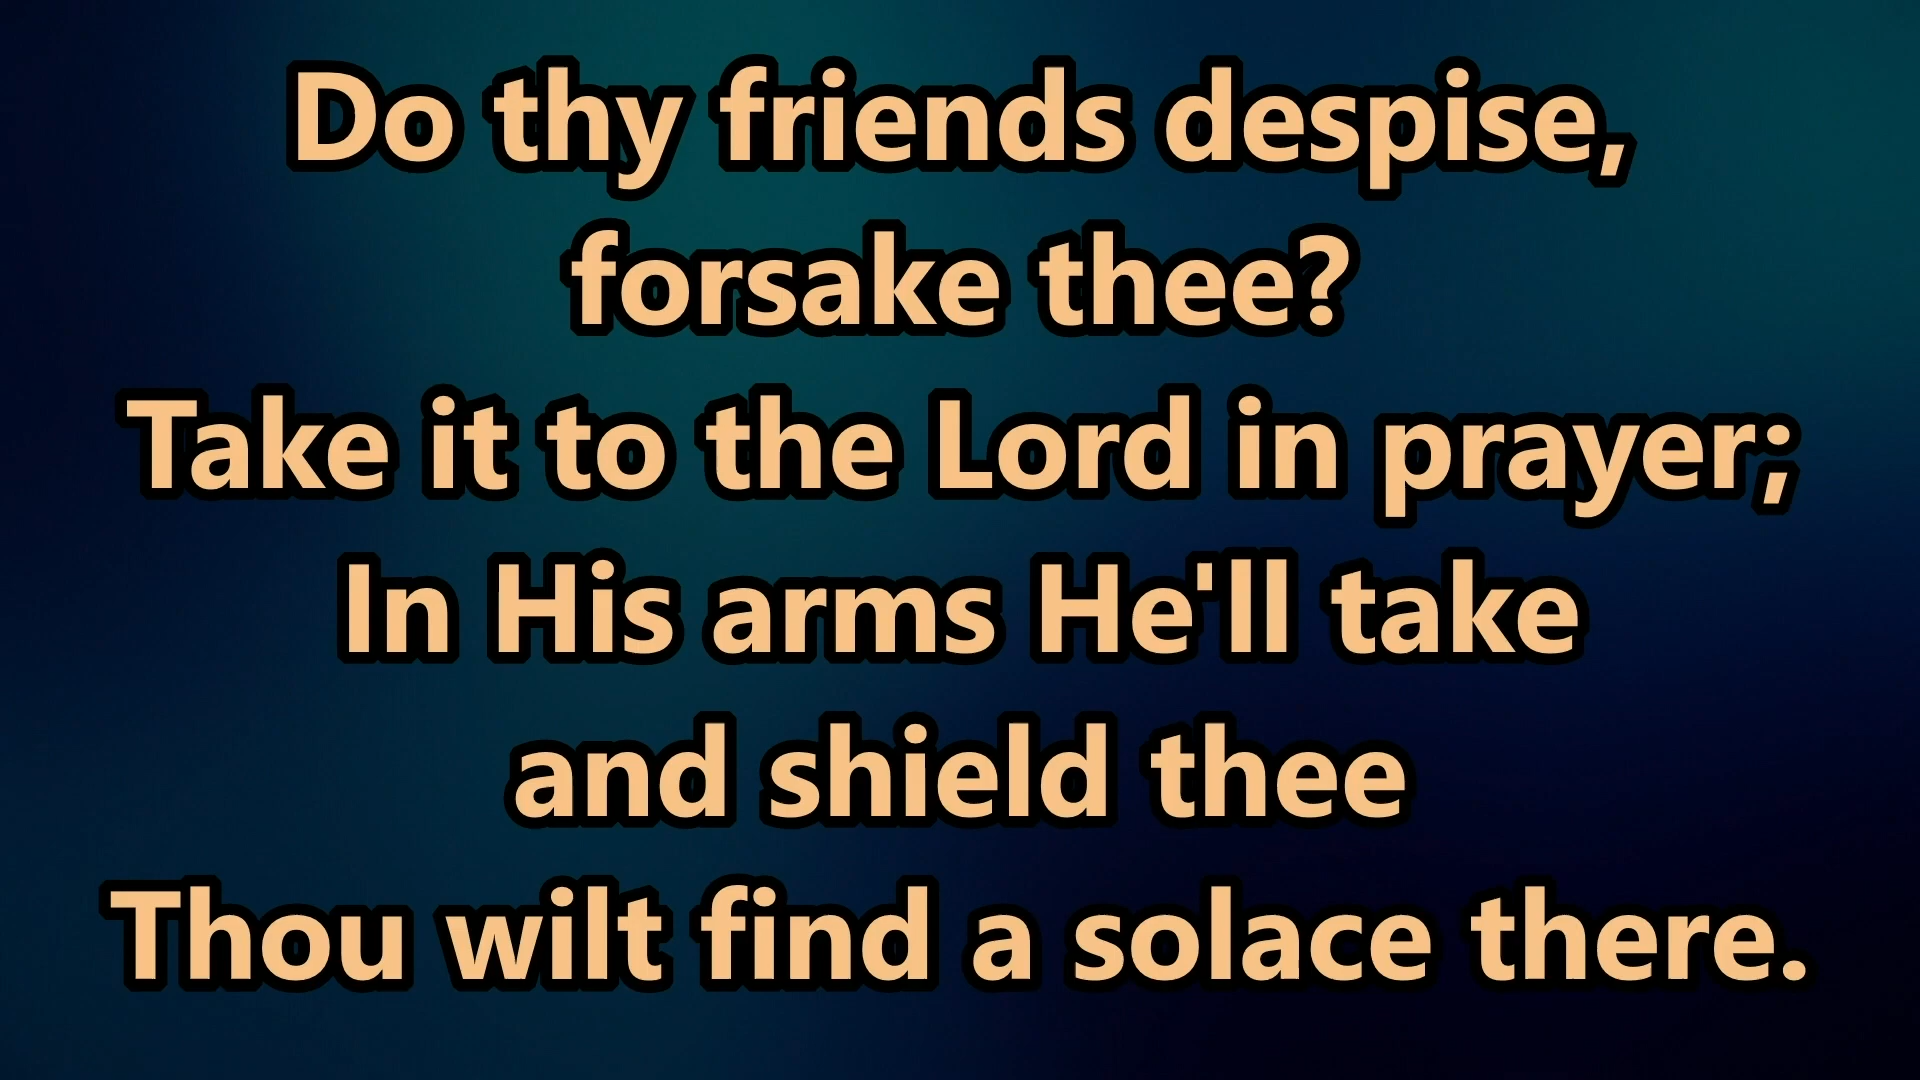 Do thy friends despise,
forsake thee?
Take it to the Lord in prayer;
In His arms He'll take
and shield thee
Thou wilt find a solace there.